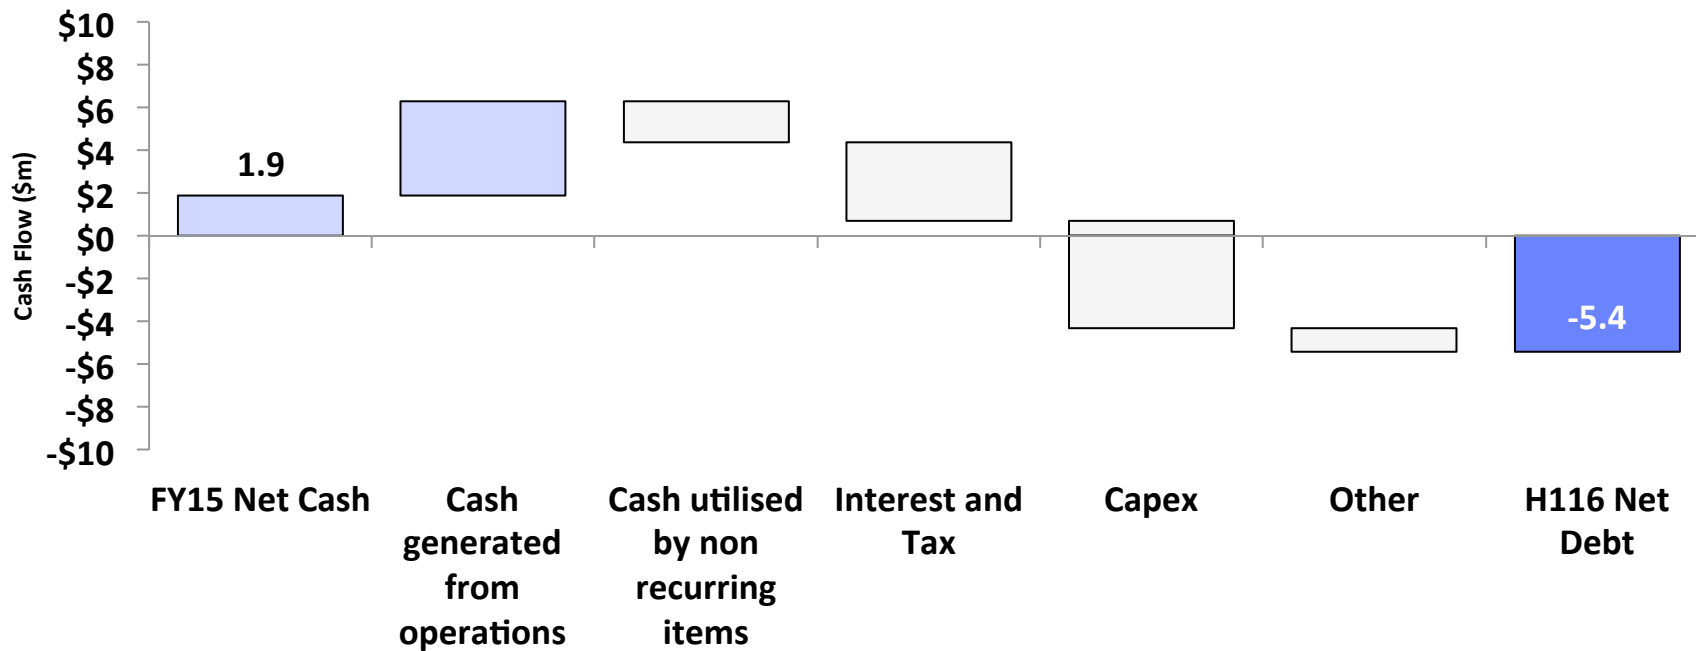 $10
$8
$6
$4
$2
$0
-$2
-$4
-$6
-$8
-$10
Cash Flow ($m)
1.9
-5.4
FY15 Net Cash
Cash
generated
from
operations
Cash utilised
by non
recurring
items
Interest and
Tax
Capex
Other
H116 Net
Debt